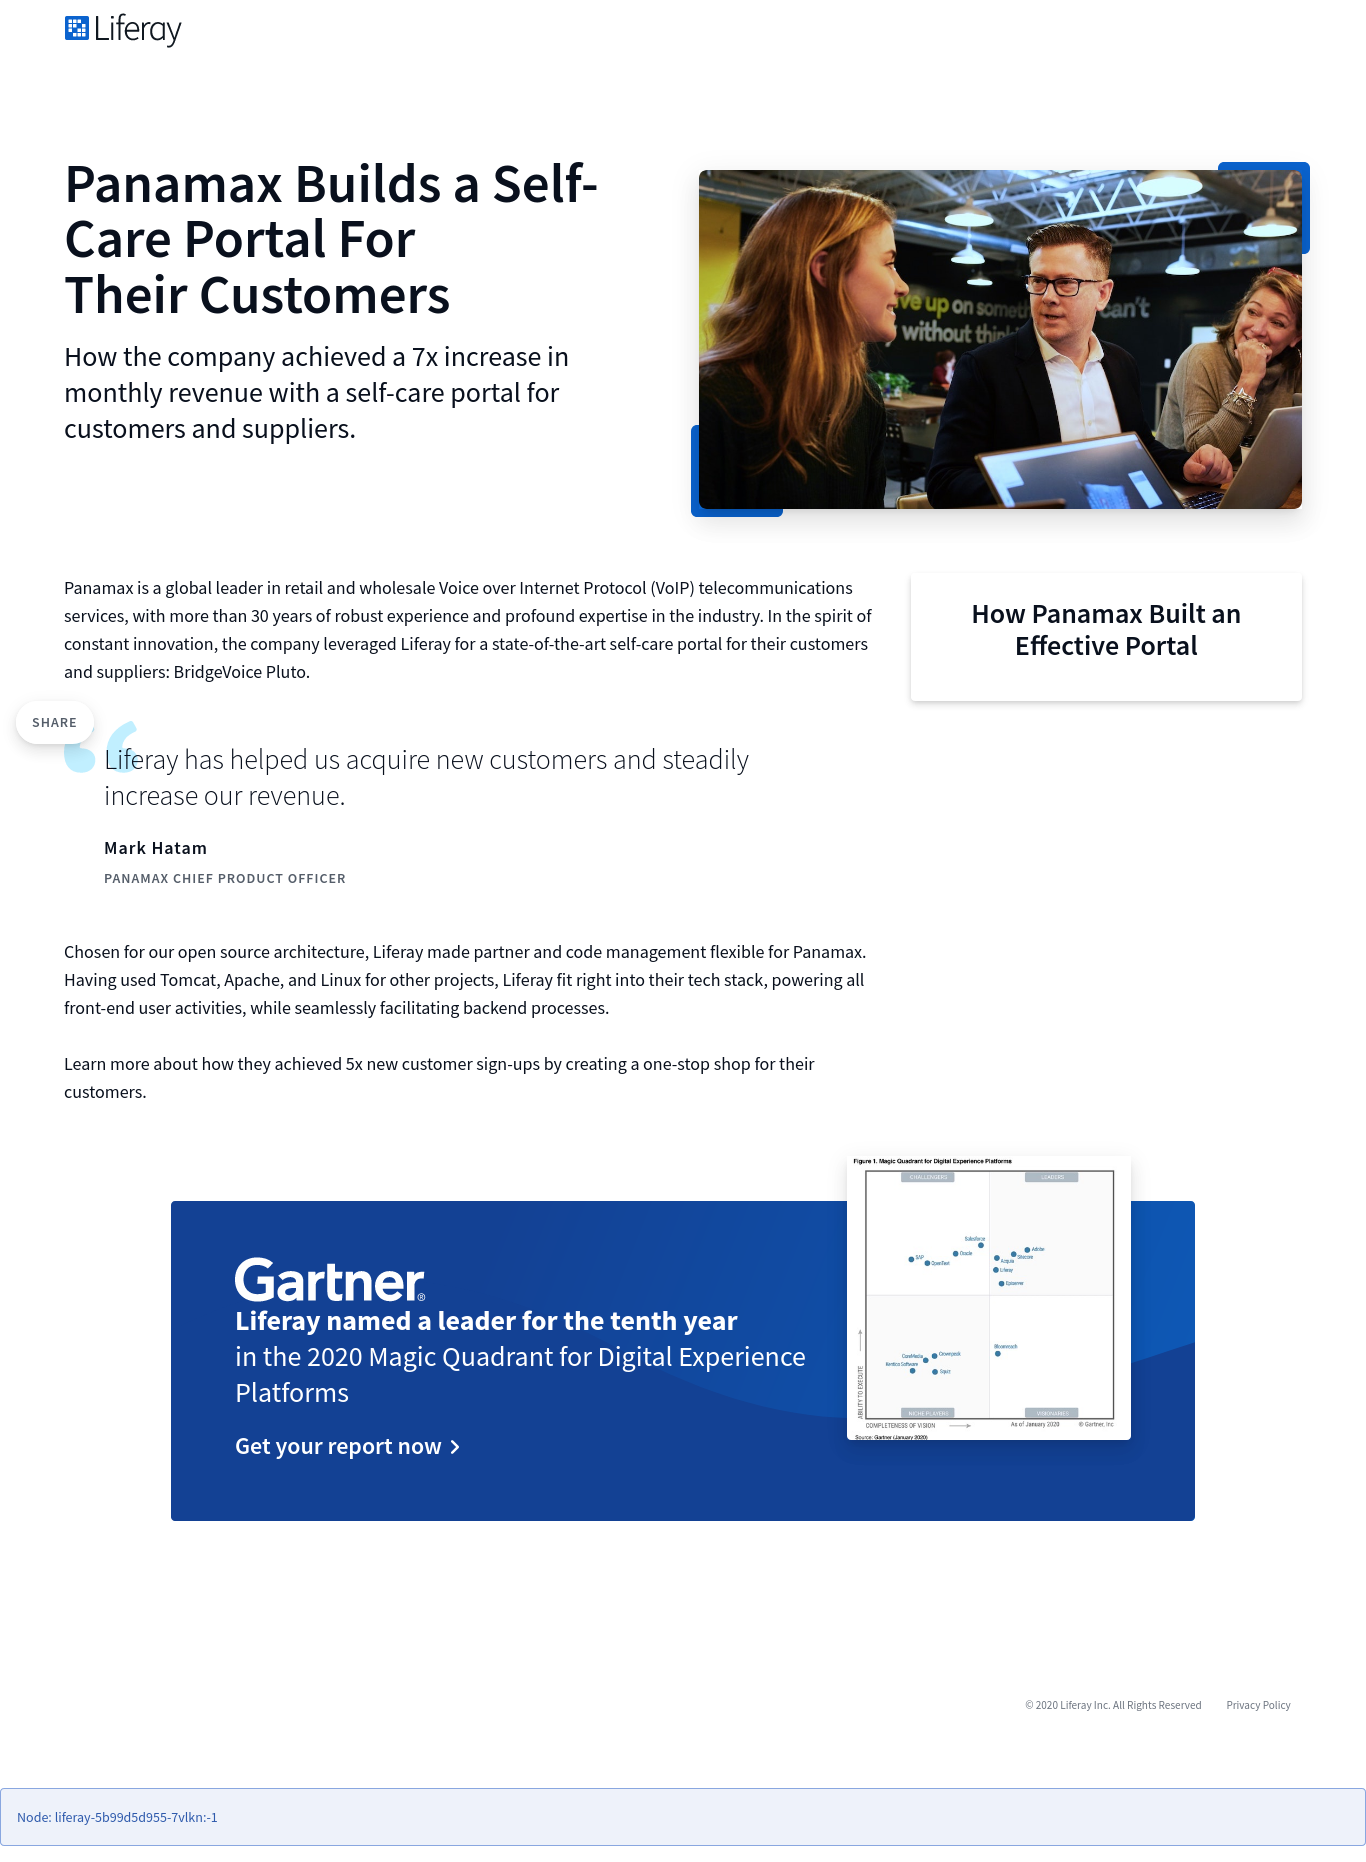 Liferay
Panamax Builds a Self-
Care Portal For
Their Customers
How the company achieved a 7x increase in
monthly revenue with a self-care portal for
customers and suppliers.
ve up on someth
can't
without think
Panamax is a global leader in retail and wholesale Voice over Internet Protocol (VoIP) telecommunications
services, with more than 30 years of robust experience and profound expertise in the industry. In the spirit of
constant innovation, the company leveraged Liferay for a state-of-the-art self-care portal for their customers
and suppliers: BridgeVoice Pluto.
How Panamax Built an
Effective Portal
SHARE
Liferay has helped us acquire new customers and steadily
increase our revenue.
Mark Hatam
PANAMAX CHIEF PRODUCT OFFICER
Chosen for our open source architecture, Liferay made partner and code management flexible for Panamax.
Having used Tomcat, Apache, and Linux for other projects, Liferay fit right into their tech stack, powering all
front-end user activities, while seamlessly facilitating backend processes.
Learn more about how they achieved 5x new customer sign-ups by creating a one-stop shop for their
customers.
Gartner®
Liferay named a leader for the tenth year
in the 2020 Magic Quadrant for Digital Experience
Platforms
Get your report now
Figure 1. Magic Quadrant for Digital Experience Platforms
CHALLENGERS
LEADERS
Salesforce
SAP
Oracle
OpenText
Adobe
Sitecore
Acquia
Liferay
Episerver
Bloomreach
CoreMedia
Crownpeak
Kentico Software
Squiz
ABILITY TO EXECUTE
NICHE PLAYERS
VISIONARIES
COMPLETENESS OF VISION
As of January 2020
© Gartner, Inc
Source: Gartner (January 2020)
© 2020 Liferay Inc. All Rights Reserved
Privacy Policy
Node: liferay-5b99d5d955-7vlkn:-1